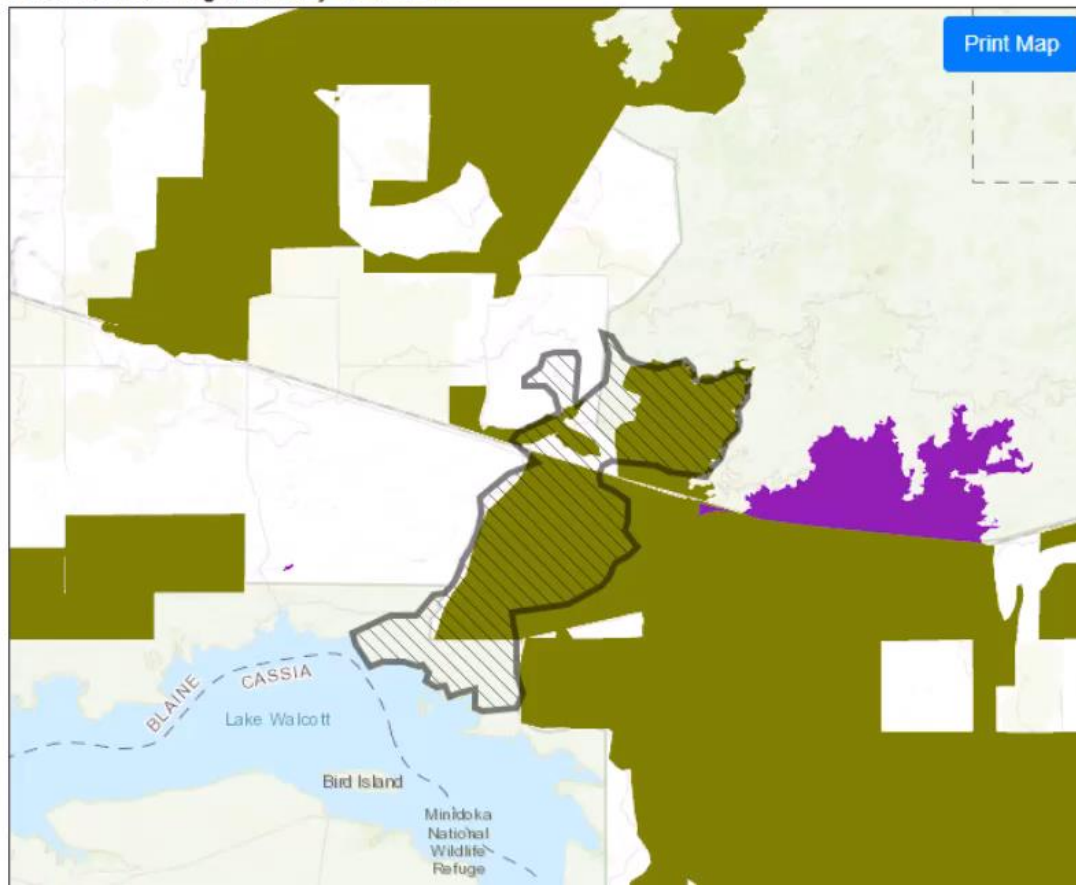 Print Map
BLAINE
CASSIA
Lake Walcott
Bird Island
Minidoka
National
Wildlife
Refuge